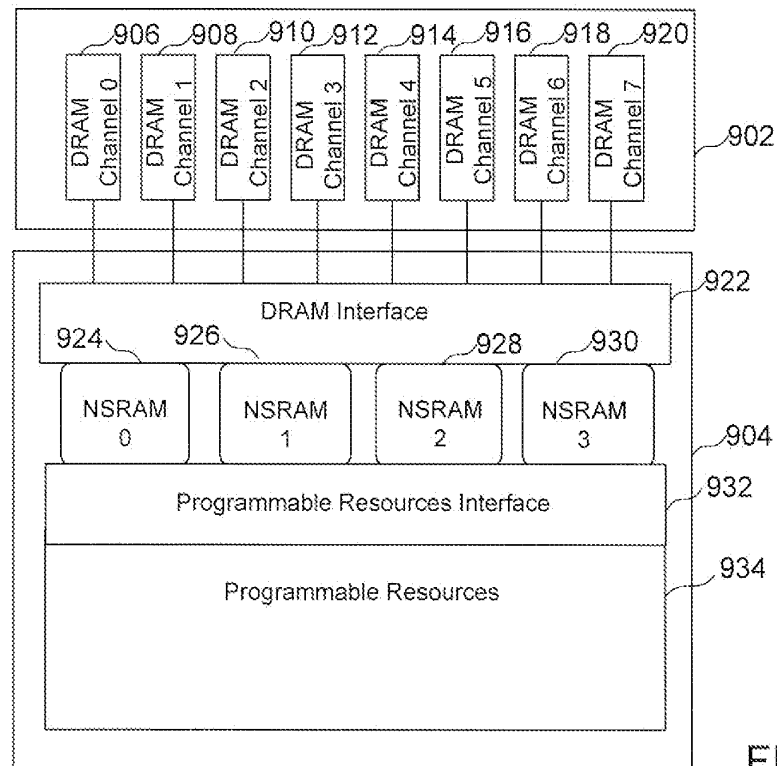 906 908 910 912 914 916 918 920
DRAM
Channel 0
DRAM
Channel 1
DRAM
Channel 2
DRAM
Channel 3
DRAM
Channel 4
DRAM
Channel 5
DRAM
Channel 6
DRAM
Channel 7
902
922
DRAM Interface
924 926 928 930
NSRAM
0
NSRAM
1
NSRAM
2
NSRAM
3
904
932
Programmable Resources Interface
934
Programmable Resources